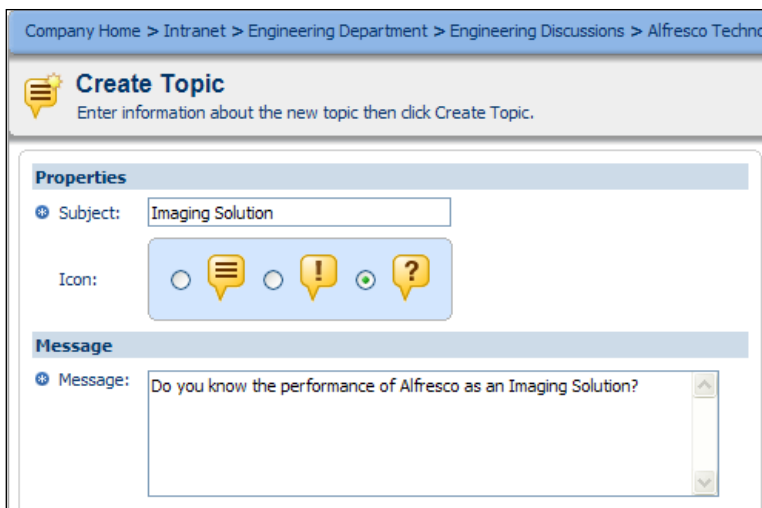 Company Home > Intranet > Engineering Department > Engineering Discussions > Alfresco
Create Topic
Enter information about the new topic then click Create Topic.
Properties
Subject: Imaging Solution
Icon:
Message
Message: Do you know the performance of Alfresco as an Imaging Solution?